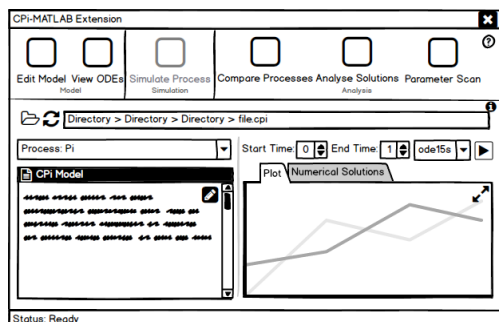 CPi-MATLAB Extension
Edit Model View ODEs Simulate Process Compare Processes Analyse Solutions Parameter Scan
Model Simulation Analysis
Directory > Directory > Directory > file.cpi
Process: Pi Start Time: 0 End Time: 1 ode15s
Plot Numerical Solutions
CPi Model
Status: Ready